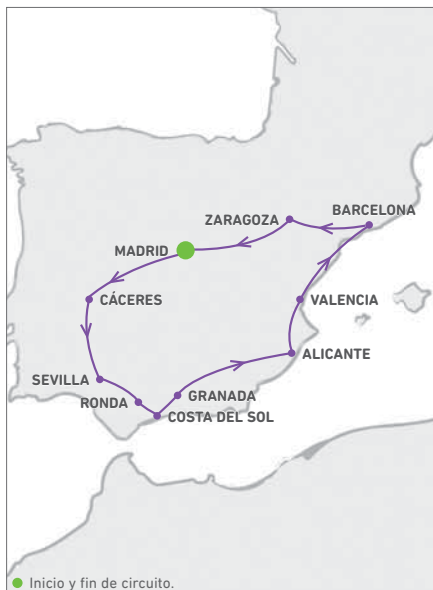 ZARAGOZA
BARCELONA
MADRID
CÁCERES
VALENCIA
ALICANTE
SEVILLA
GRANADA
RONDA
COSTA DEL SOL
Inicio y fin de circuito.